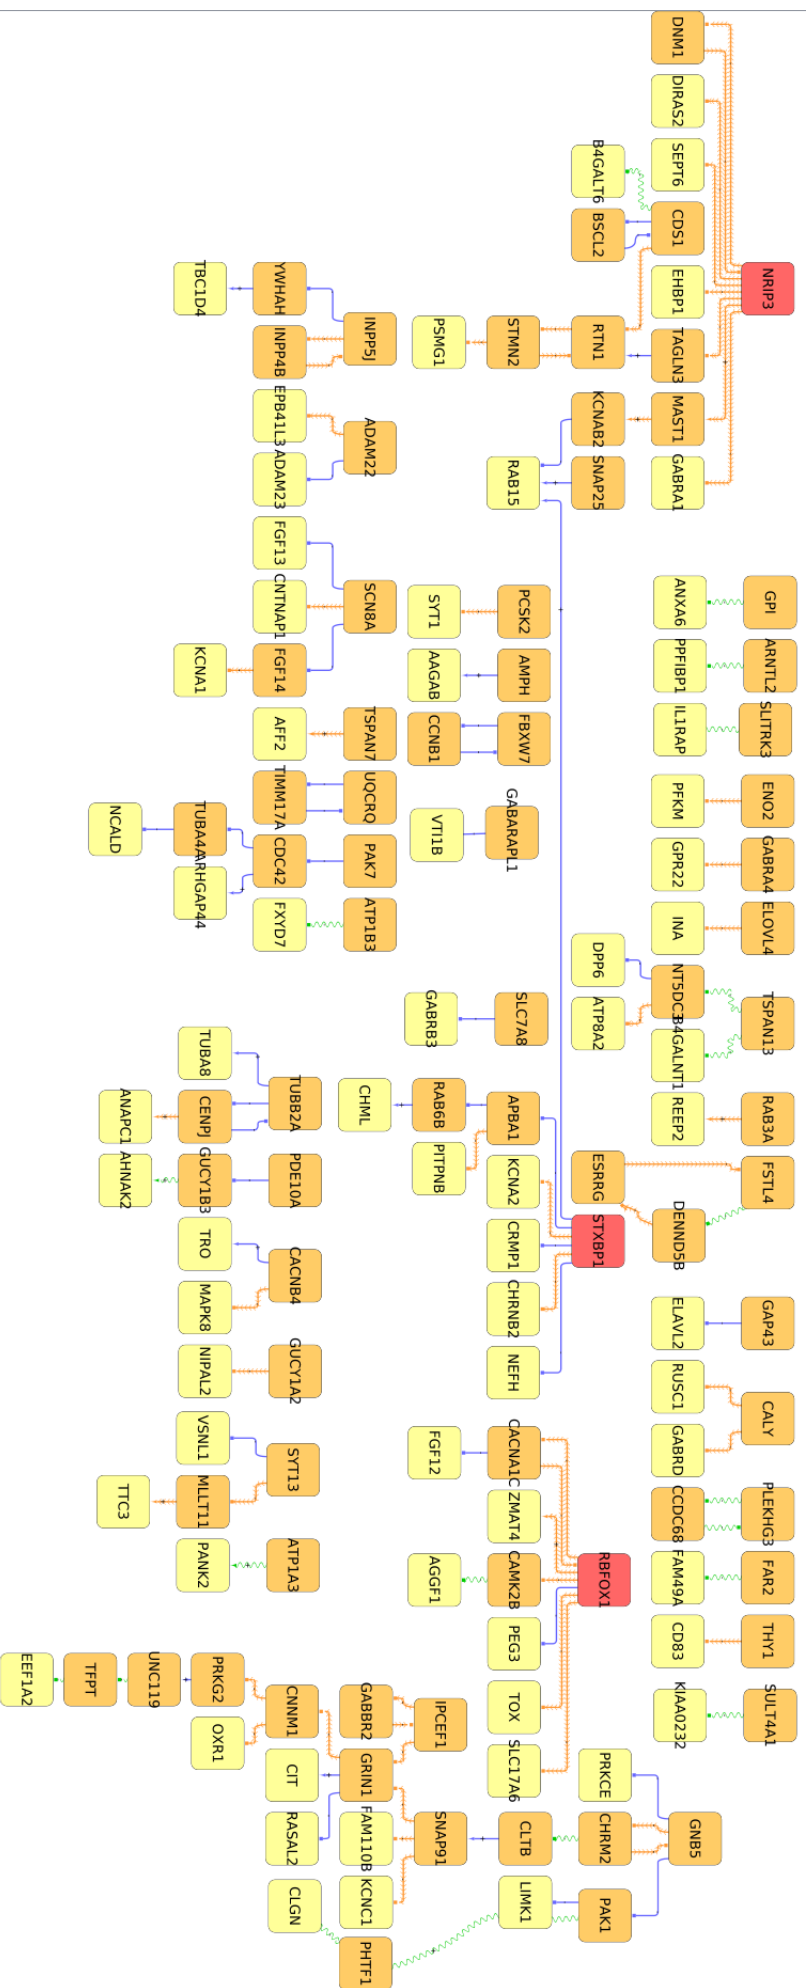 NRIP3
DNM1
DIRAS2
SEPT6
CDS1
EHBP1
TAGLN3
MAST1
GABRA1
B4GALT6
BSCL2
RTN1
KCNAB2
SNAP25
PSMG1
STMN2
RAB15
TBC1D4
YWHAH
INPP4B
INPP5J
EPB41L3
ADAM23
ADAM22
FGF13
CNTNAP1
FGF14
SCN8A
KCNA1
PCSK2
SYT1
AMPH
AAGAB
FBXW7
CCNB1
GABARAPL1
VTI1B
TSPAN7
AFF2
UQCRQ
TIMM17A
PAK7
CDC42
ATP1B3
FXYD7
TUBA4A
ARHGAP44
NCALD
GPI
ANXA6
ARNTL2
PPFIBP1
SLITRK3
IL1RAP
ENO2
PFKM
GABRA4
GPR22
ELOVL4
INA
TSPAN13
NT5DC3
B4GALNT1
DPP6
ATP8A2
RAB3A
REEP2
FSTL4
DENND5B
ESRRG
SLC7A8
GABRB3
STXBP1
APBA1
KCNA2
CRMP1
CHRNB2
NEFH
RAB6B
PITPNB
CHML
TUBB2A
TUBA8
CENPJ
ANAPC1
PDE10A
GUCY1B3
AHNAK2
CACNB4
TRO
MAPK8
GUCY1A2
NIPAL2
SYT13
VSNL1
MLLT11
TTC3
ATP1A3
PANK2
GAP43
ELAVL2
CALY
RUSC1
GABRD
PLEKHG3
CCDC68
FAR2
FAM49A
THY1
CD83
SULT4A1
KIAA0232
RBFOX1
CACNA1C
ZMAT4
CAMK2B
PEG3
TOX
SLC17A6
FGF12
AGGF1
GNB5
PRKCE
CHRM2
PAK1
CLTB
LIMK1
IPCEF1
SNAP91
GABBR2
GRIN1
FAM110B
KCNC1
PHTF1
CNNM1
CIT
RASAL2
CLGN
PRKG2
OXR1
UNC119
TFPT
EEF1A2